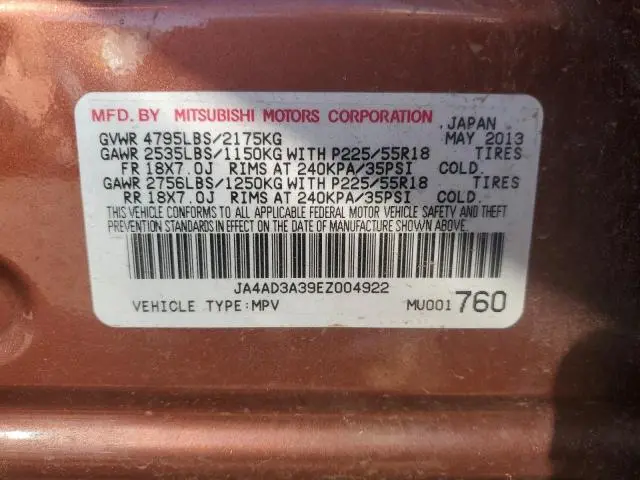 MFD. BY MITSUBISHI MOTORS CORPORATION JAPAN
GVWR 4795LBS/2175KG MAY 2013
GAWR 2535LBS/1150KG WITH P225/55R18 TIRES
FR 18X7.0J RIMS AT 240KPA/35PSI COLD.
GAWR 2756LBS/1250KG WITH P225/55R18 TIRES
RR 18X7.0J RIMS AT 240KPA/35PSI COLD.
THIS VEHICLE CONFORMS TO ALL APPLICABLE FEDERAL MOTOR VEHICLE SAFETY AND THEFT
PREVENTION STANDARDS IN EFFECT ON THE DATE OF MANUFACTURE SHOWN ABOVE.
JA4AD3A39EZ004922
VEHICLE TYPE:MPV MU001 760